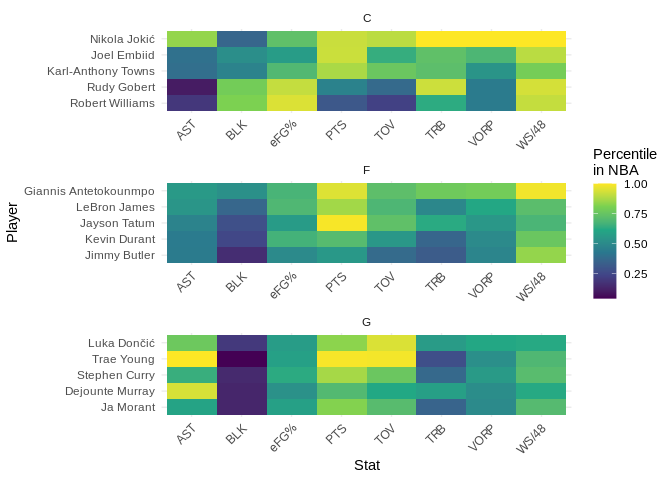 C
Nikola Jokić
Joel Embiid
Karl-Anthony Towns
Rudy Gobert
Robert Williams
AST BLK eFG% PTS TOV TRB VORP WS/48
F
Giannis Antetokounmpo
LeBron James
Jayson Tatum
Kevin Durant
Jimmy Butler
AST BLK eFG% PTS TOV TRB VORP WS/48
G
Luka Dončić
Trae Young
Stephen Curry
Dejounte Murray
Ja Morant
AST BLK eFG% PTS TOV TRB VORP WS/48
Stat
Player
Percentile
in NBA
1.00
0.75
0.50
0.25